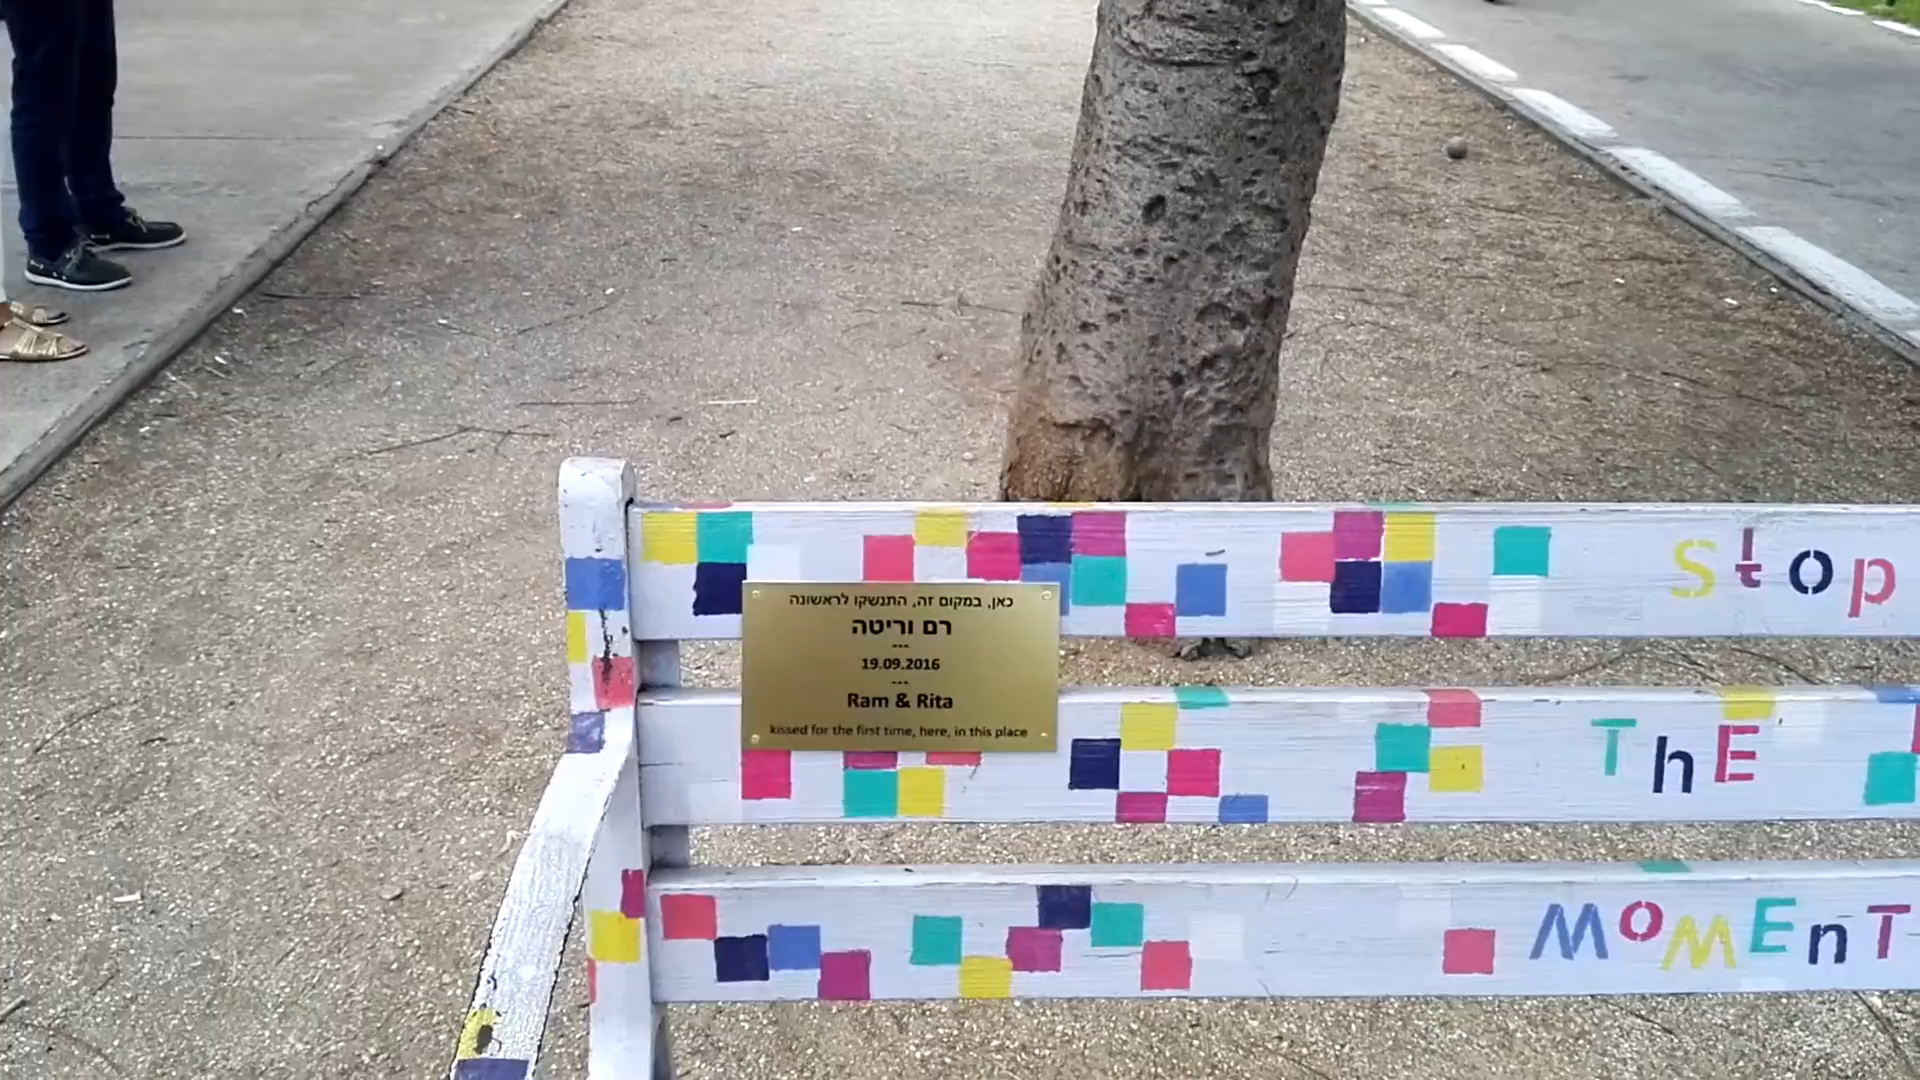 כאן, במקום זה, התנשקו לראשונה
רם וריטה
---
19.09.2016
---
Ram & Rita
kissed for the first time, here, in this place
Stop
ThE
MOMEnT